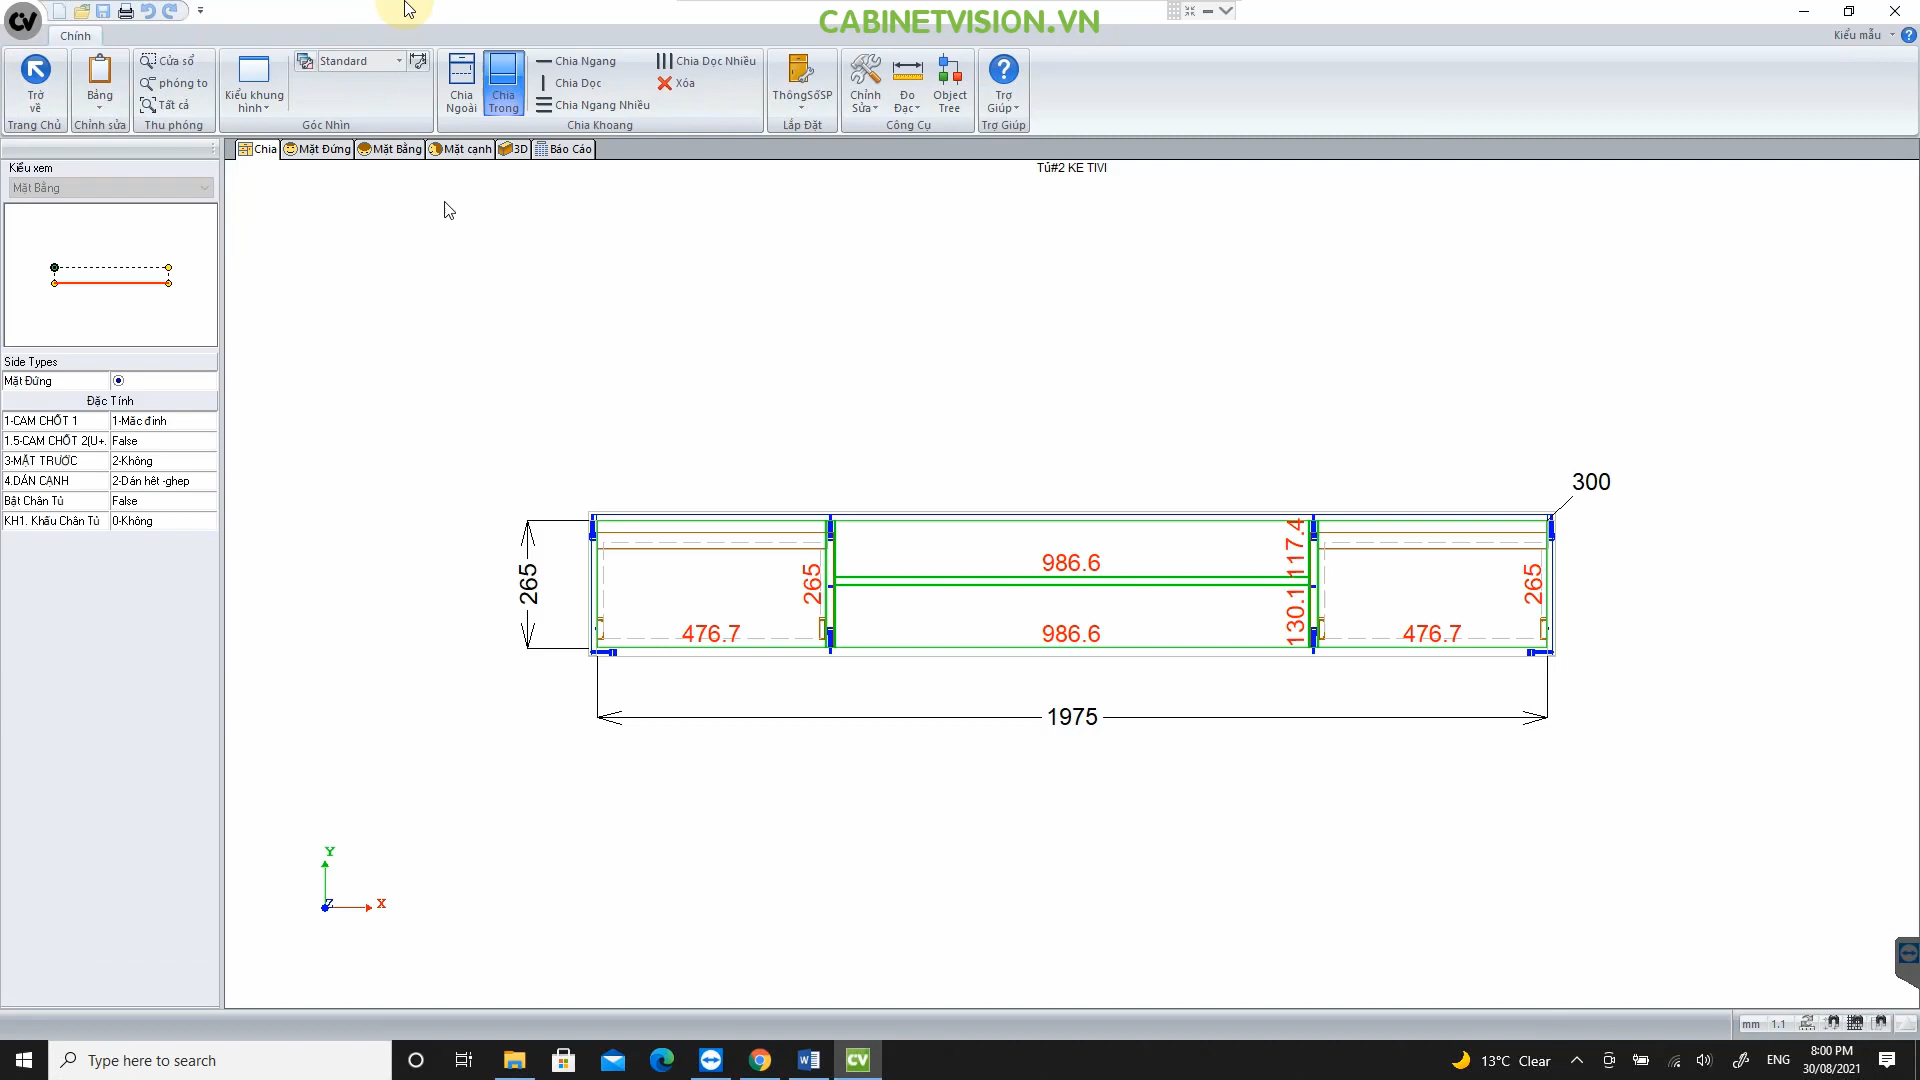 CABINETVISION.VN
Chính
Kiểu mẫu
Trở về
Trang Chủ
Bảng
Chỉnh sửa
Cửa sổ
phóng to
Tất cả
Thu phóng
Kiểu khung hình
Standard
Góc Nhìn
Chia Ngoài
Chia Trong
Chia Ngang
Chia Dọc
Chia Ngang Nhiều
Chia Dọc Nhiều
Xóa
Chia Khoang
ThôngSốSP
Lắp Đặt
Chỉnh Sửa
Đo Đạc
Object Tree
Công Cụ
Trợ Giúp
Trợ Giúp
Chia
Mặt Đứng
Mặt Bằng
Mặt cạnh
3D
Báo Cáo
Kiểu xem
Mặt Bằng
Tủ#2 KE TIVI
Side Types
Mặt Đứng
Đặc Tính
1-CAM CHỐT 1 1-Măc đinh
1.5-CAM CHỐT 2(U+. False
3-MẶT TRƯỚC 2-Không
4.DÁN CẠNH 2-Dán hêt -ghep
Bật Chân Tủ False
KH1. Khấu Chân Tủ 0-Không
300
265
476.7
265
986.6
117.4
986.6
130.1
476.7
265
1975
Y
Z
X
mm 1.1
Type here to search
CV
13°C Clear
ENG
8:00 PM
30/08/2021